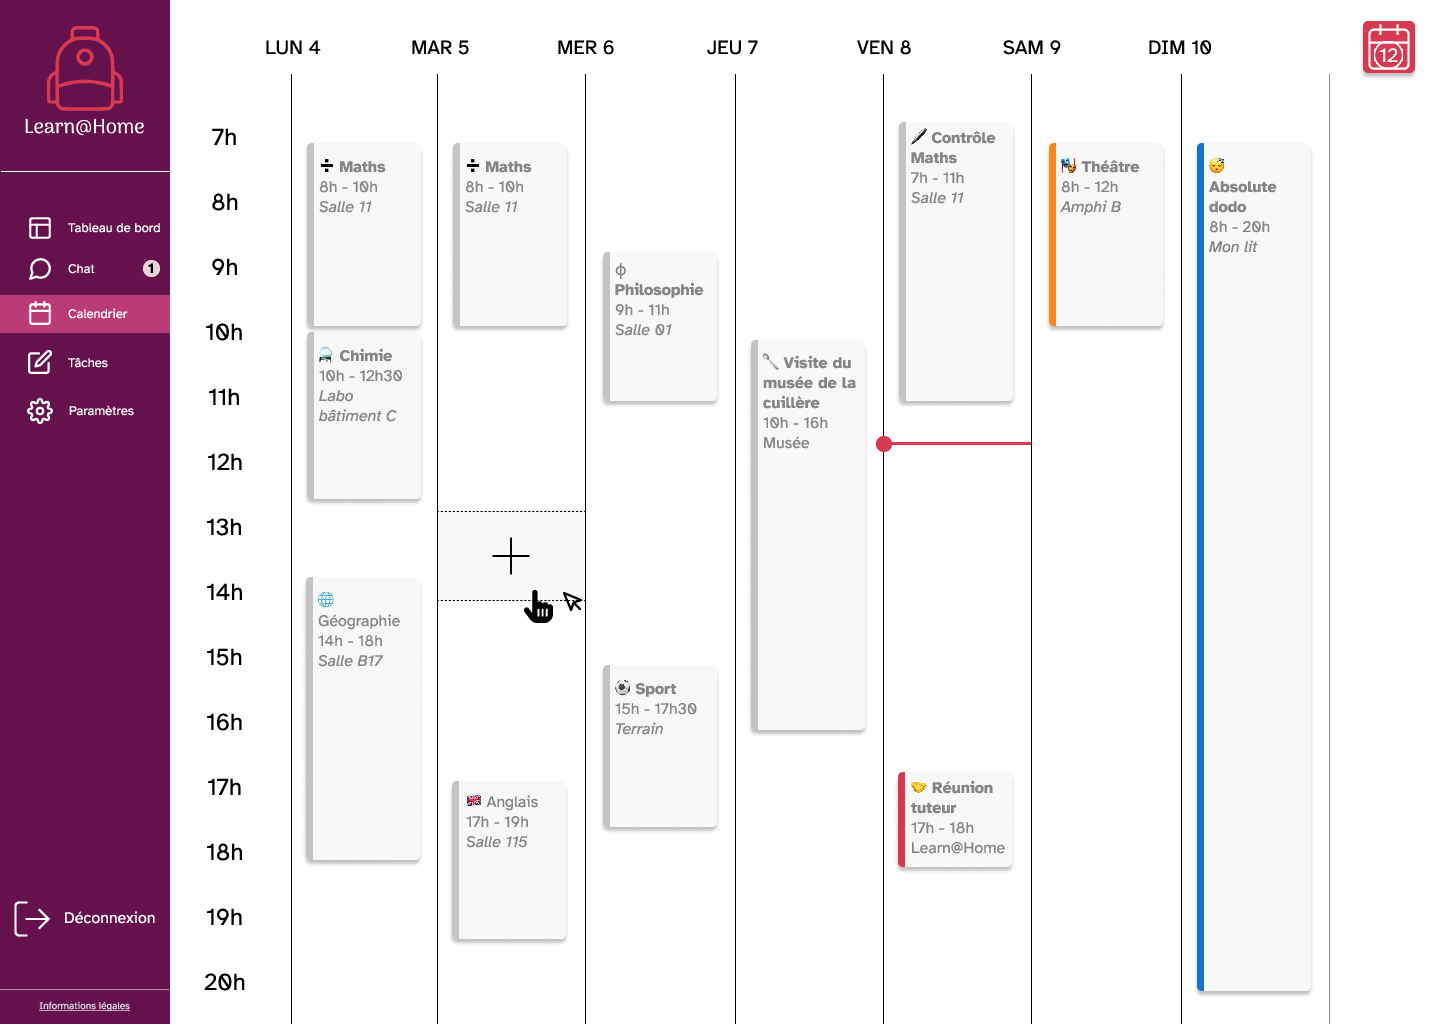 Learn@Home
Tableau de bord
Chat 1
Calendrier
Tâches
Paramètres
Déconnexion
Informations légales
LUN 4 MAR 5 MER 6 JEU 7 VEN 8 SAM 9 DIM 10
12
7h
8h
9h
10h
11h
12h
13h
14h
15h
16h
17h
18h
19h
20h
Maths
8h - 10h
Salle 11
Chimie
10h - 12h30
Labo
bâtiment C
Géographie
14h - 18h
Salle B17
Maths
8h - 10h
Salle 11
Anglais
17h - 19h
Salle 115
Philosophie
9h - 11h
Salle 01
Sport
15h - 17h30
Terrain
Visite du
musée de la
cuillère
10h - 16h
Musée
Contrôle
Maths
7h - 11h
Salle 11
Réunion
tuteur
17h - 18h
Learn@Home
Théâtre
8h - 12h
Amphi B
Absolute
dodo
8h - 20h
Mon lit